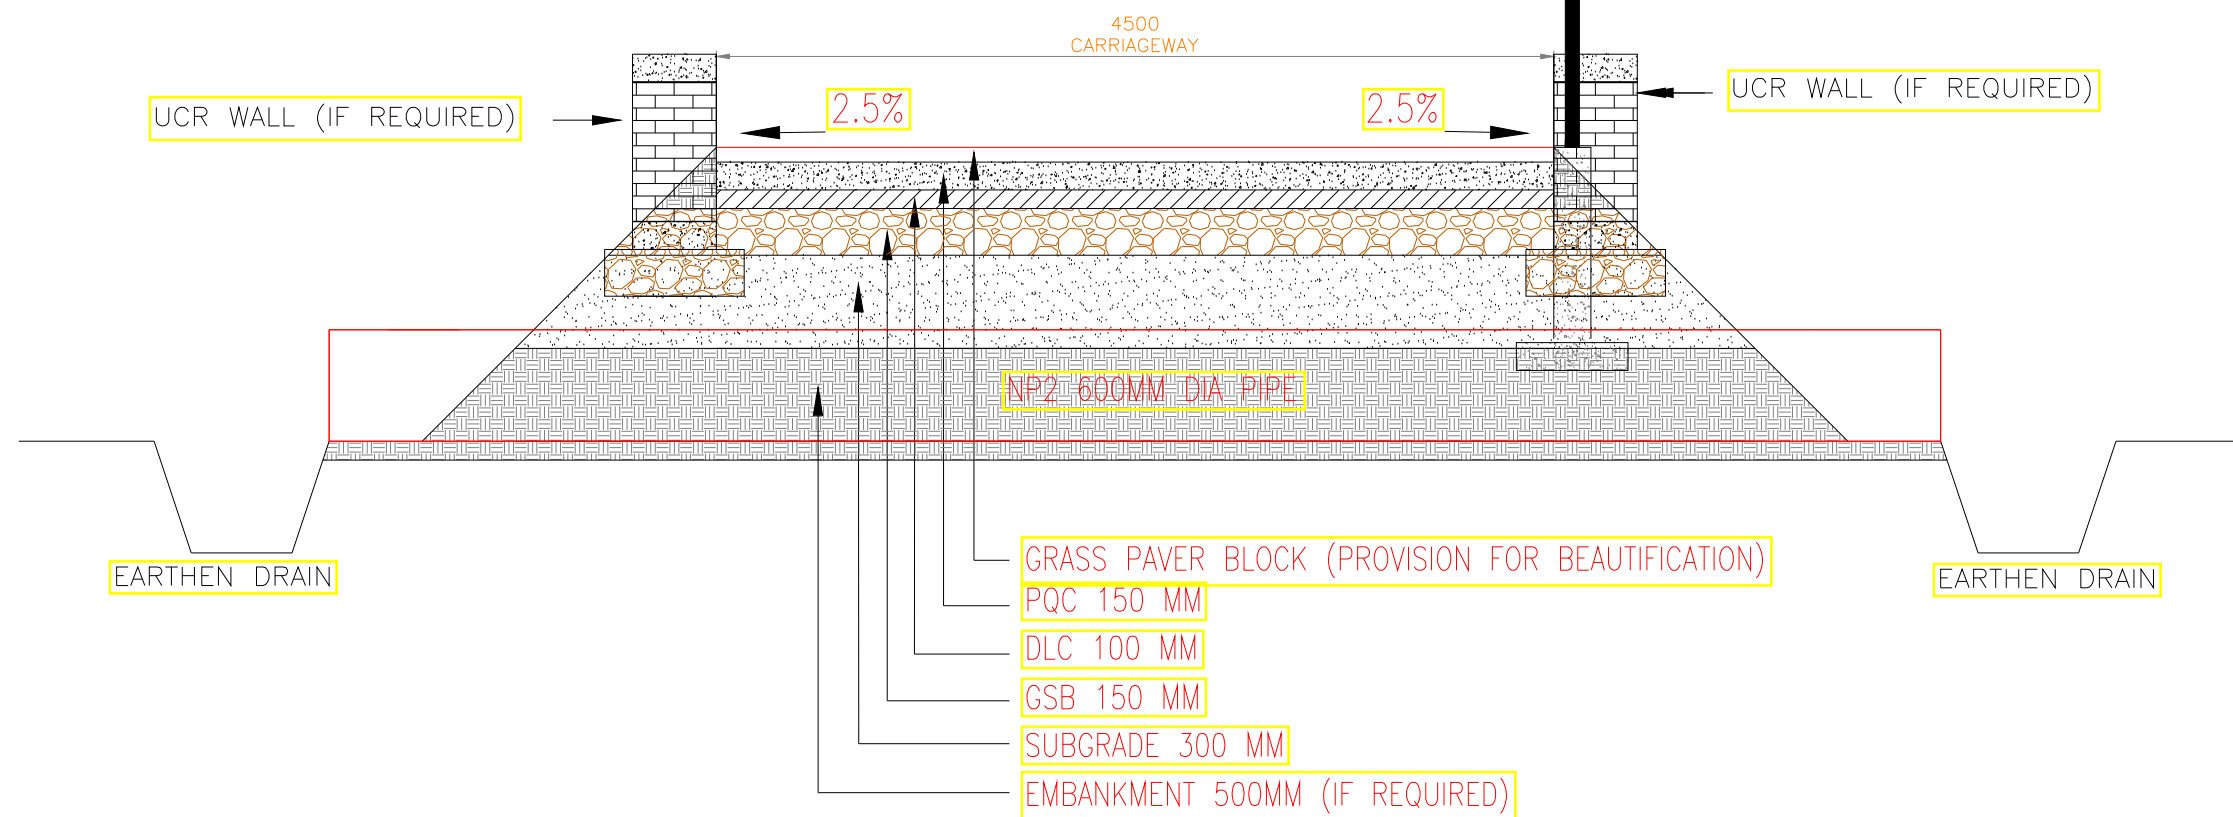 4500
CARRIAGEWAY
UCR WALL (IF REQUIRED)
2.5%
2.5%
UCR WALL (IF REQUIRED)
NP2 600MM DIA PIPE
EARTHEN DRAIN
EARTHEN DRAIN
GRASS PAVER BLOCK (PROVISION FOR BEAUTIFICATION)
PQC 150 MM
DLC 100 MM
GSB 150 MM
SUBGRADE 300 MM
EMBANKMENT 500MM (IF REQUIRED)